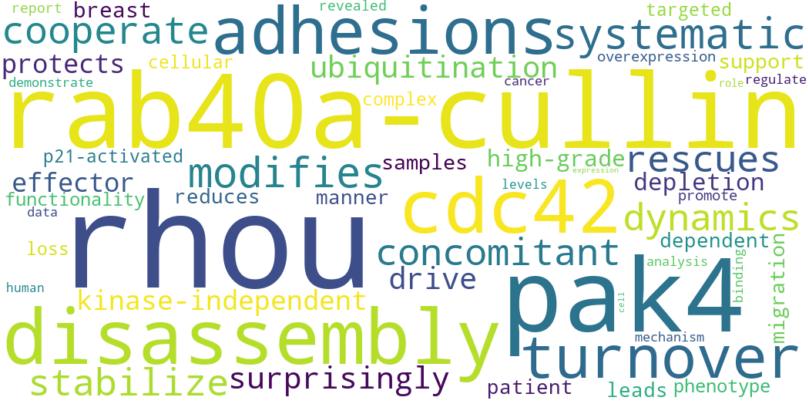 report breast revealed targeted
cooperate adhesions systematic
protects cellular ubiquitination overexpression support
demonstrate rab40a-cullin complex cancer role regulate
p21-activated modifies samples high-grade rescues
expression
effector reduces manner cdc42 levels depletion
functionality promote
data rhou dynamics
loss concomitant dependent
human drive pak4 analysis binding migration
kinase-independent
disassembly cell mechanism
turnover
stabilize surprisingly patient leads phenotype